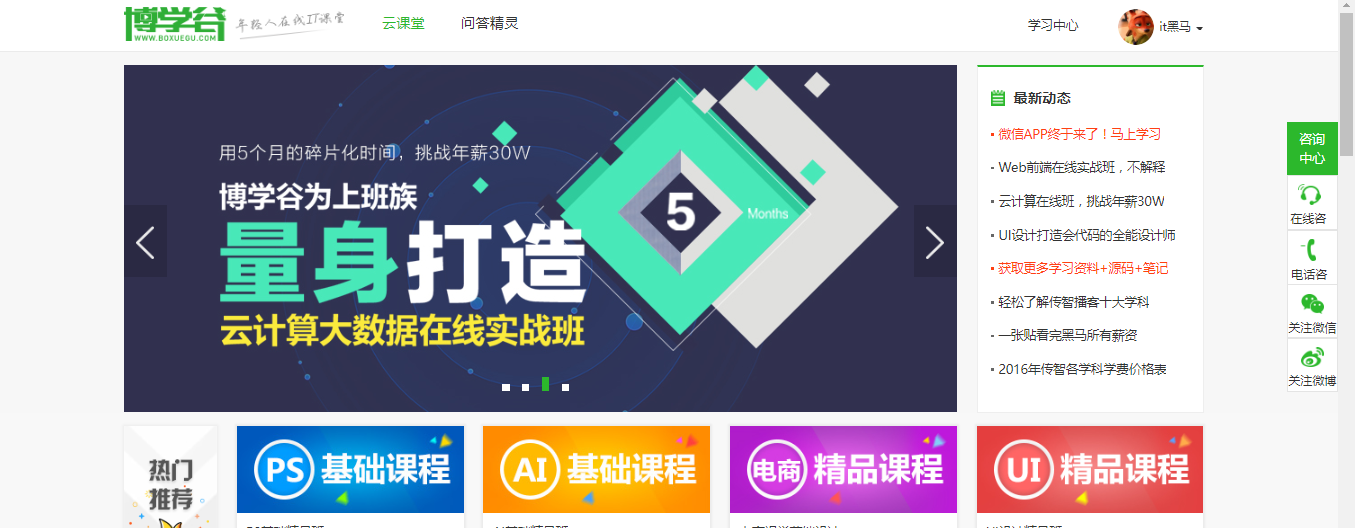 博学谷
WWW.BOXUEGU.COM
年轻人在线IT课堂
云课堂
问答精灵
学习中心
it黑马
用5个月的碎片化时间，挑战年薪30W
博学谷为上班族
量身打造
云计算大数据在线实战班
5
Months
最新动态
微信APP终于来了！马上学习
Web前端在线实战班，不解释
云计算在线班，挑战年薪30W
UI设计打造会代码的全能设计师
获取更多学习资料+源码+笔记
轻松了解传智播客十大学科
一张贴看完黑马所有薪资
2016年传智各学科学费价格表
咨询
中心
在线咨
电话咨
关注微信
关注微博
热门
推荐
PS 基础课程
AI 基础课程
电商 精品课程
UI 精品课程